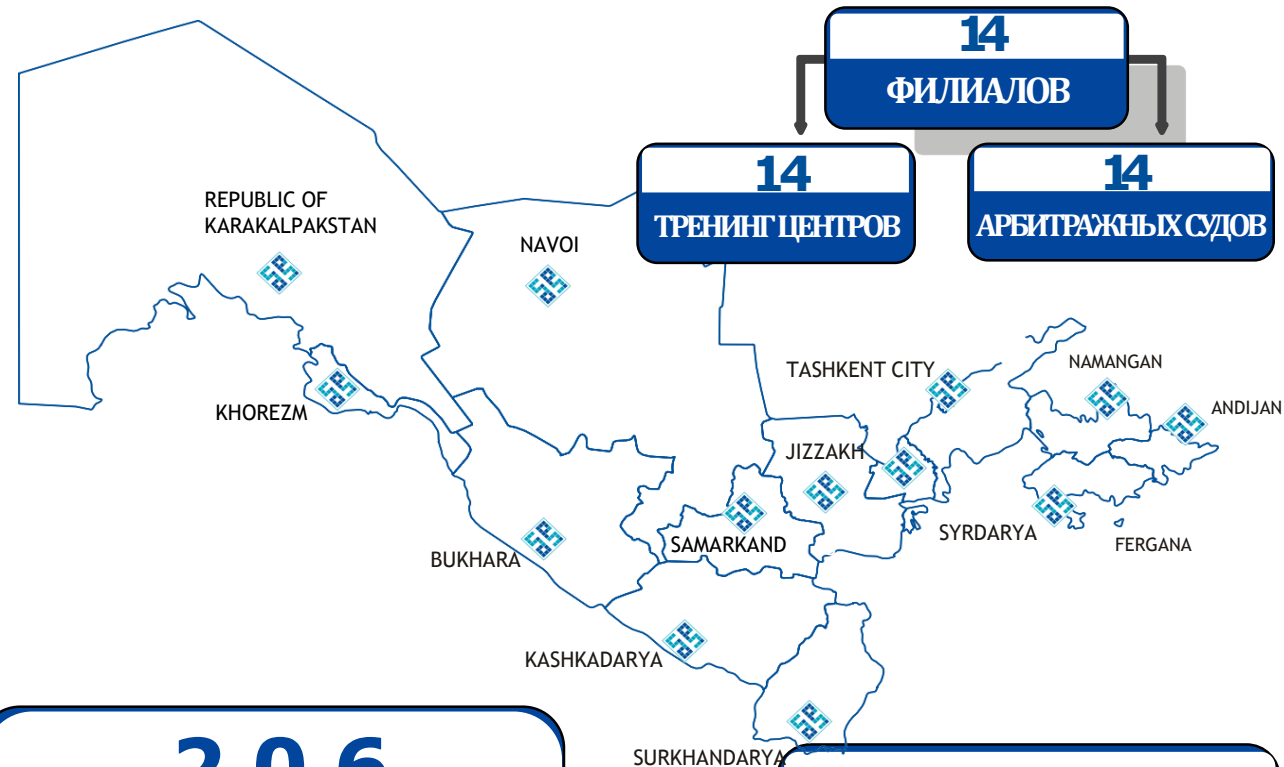 14
ФИЛИАЛОВ
14
ТРЕНИНГ ЦЕНТРОВ
14
АРБИТРАЖНЫХ СУДОВ
REPUBLIC OF
KARAKALPAKSTAN
NAVOI
TASHKENT CITY
NAMANGAN
ANDIJAN
KHOREZM
JIZZAKH
SYRDARYA
FERGANA
SAMARKAND
BUKHARA
KASHKADARYA
SURKHANDARYA
206